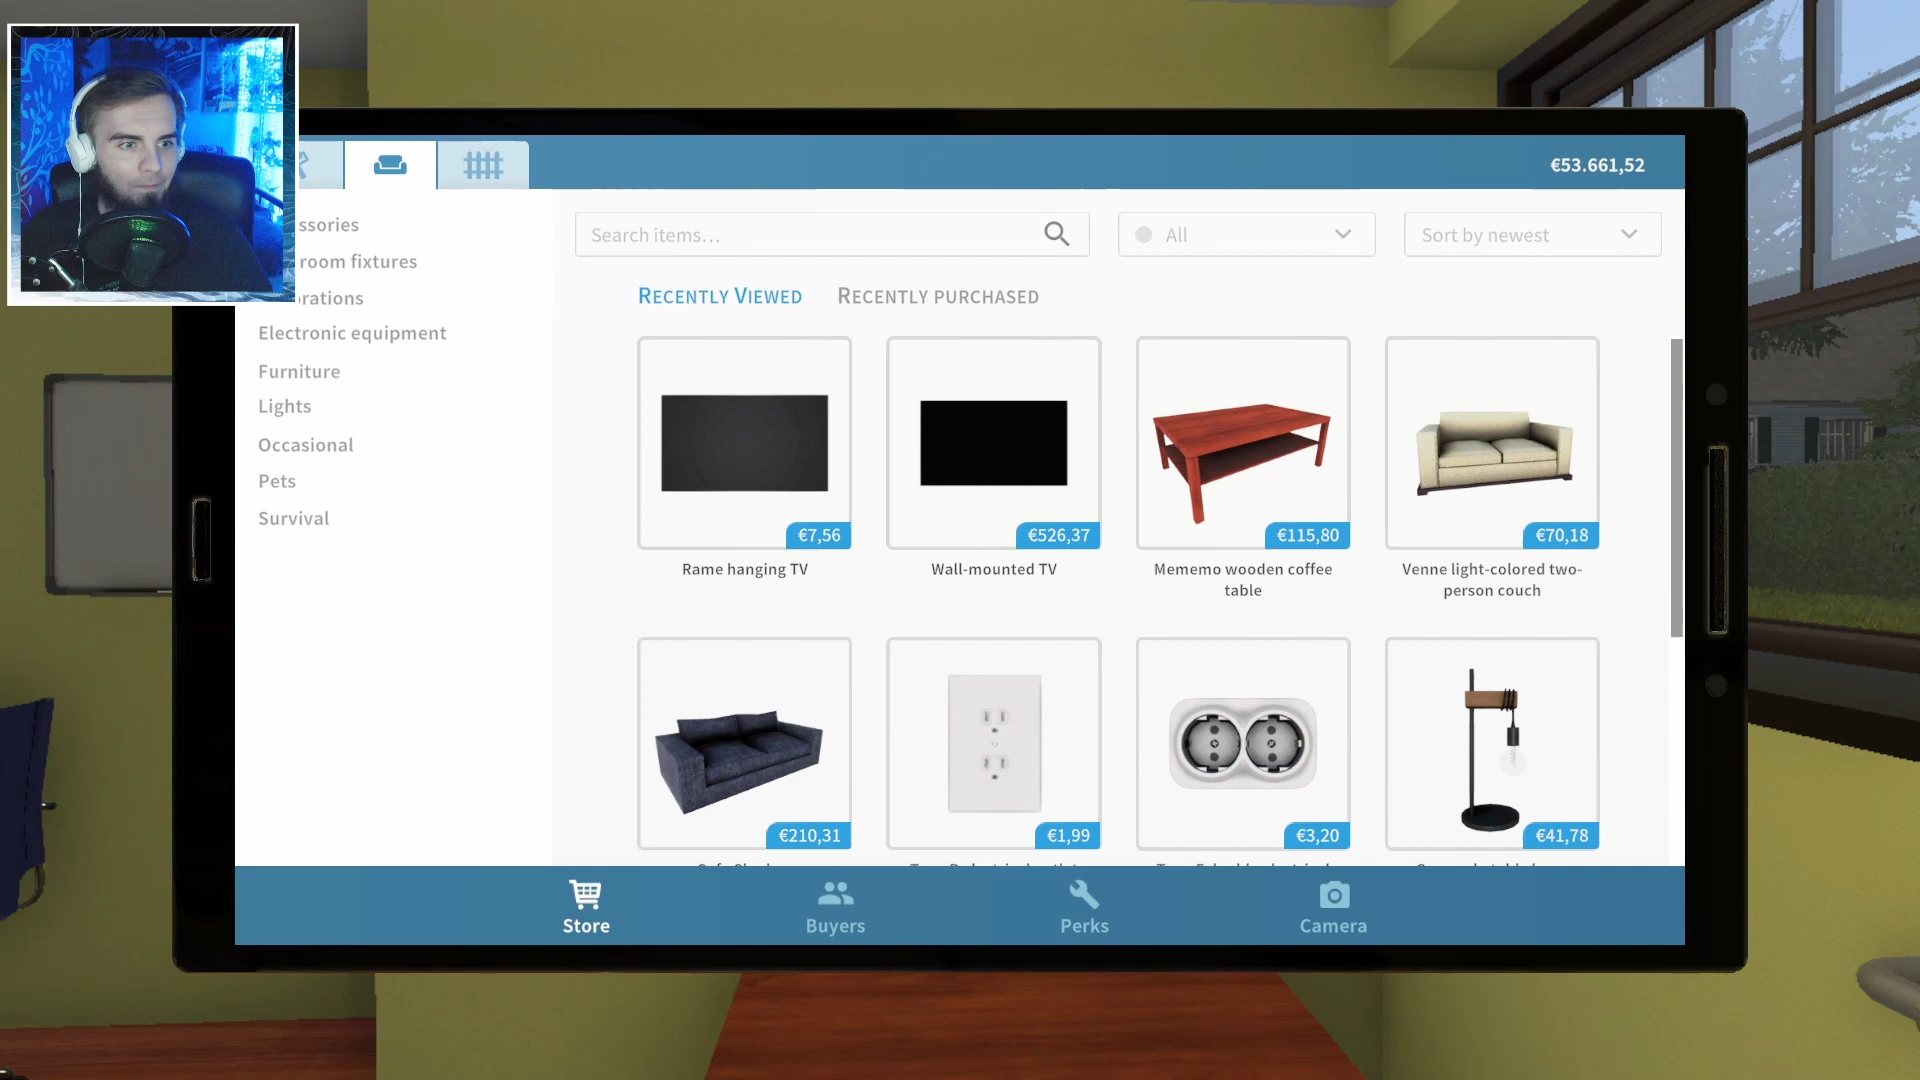 €53.661,52
ssories
room fixtures
rations
Electronic equipment
Furniture
Lights
Occasional
Pets
Survival
Search items...
All
Sort by newest
RECENTLY VIEWED
RECENTLY PURCHASED
€7,56
€526,37
€115,80
€70,18
Rame hanging TV
Wall-mounted TV
Mememo wooden coffee
table
Venne light-colored two-
person couch
€210,31
€1,99
€3,20
€41,78
Store
Buyers
Perks
Camera